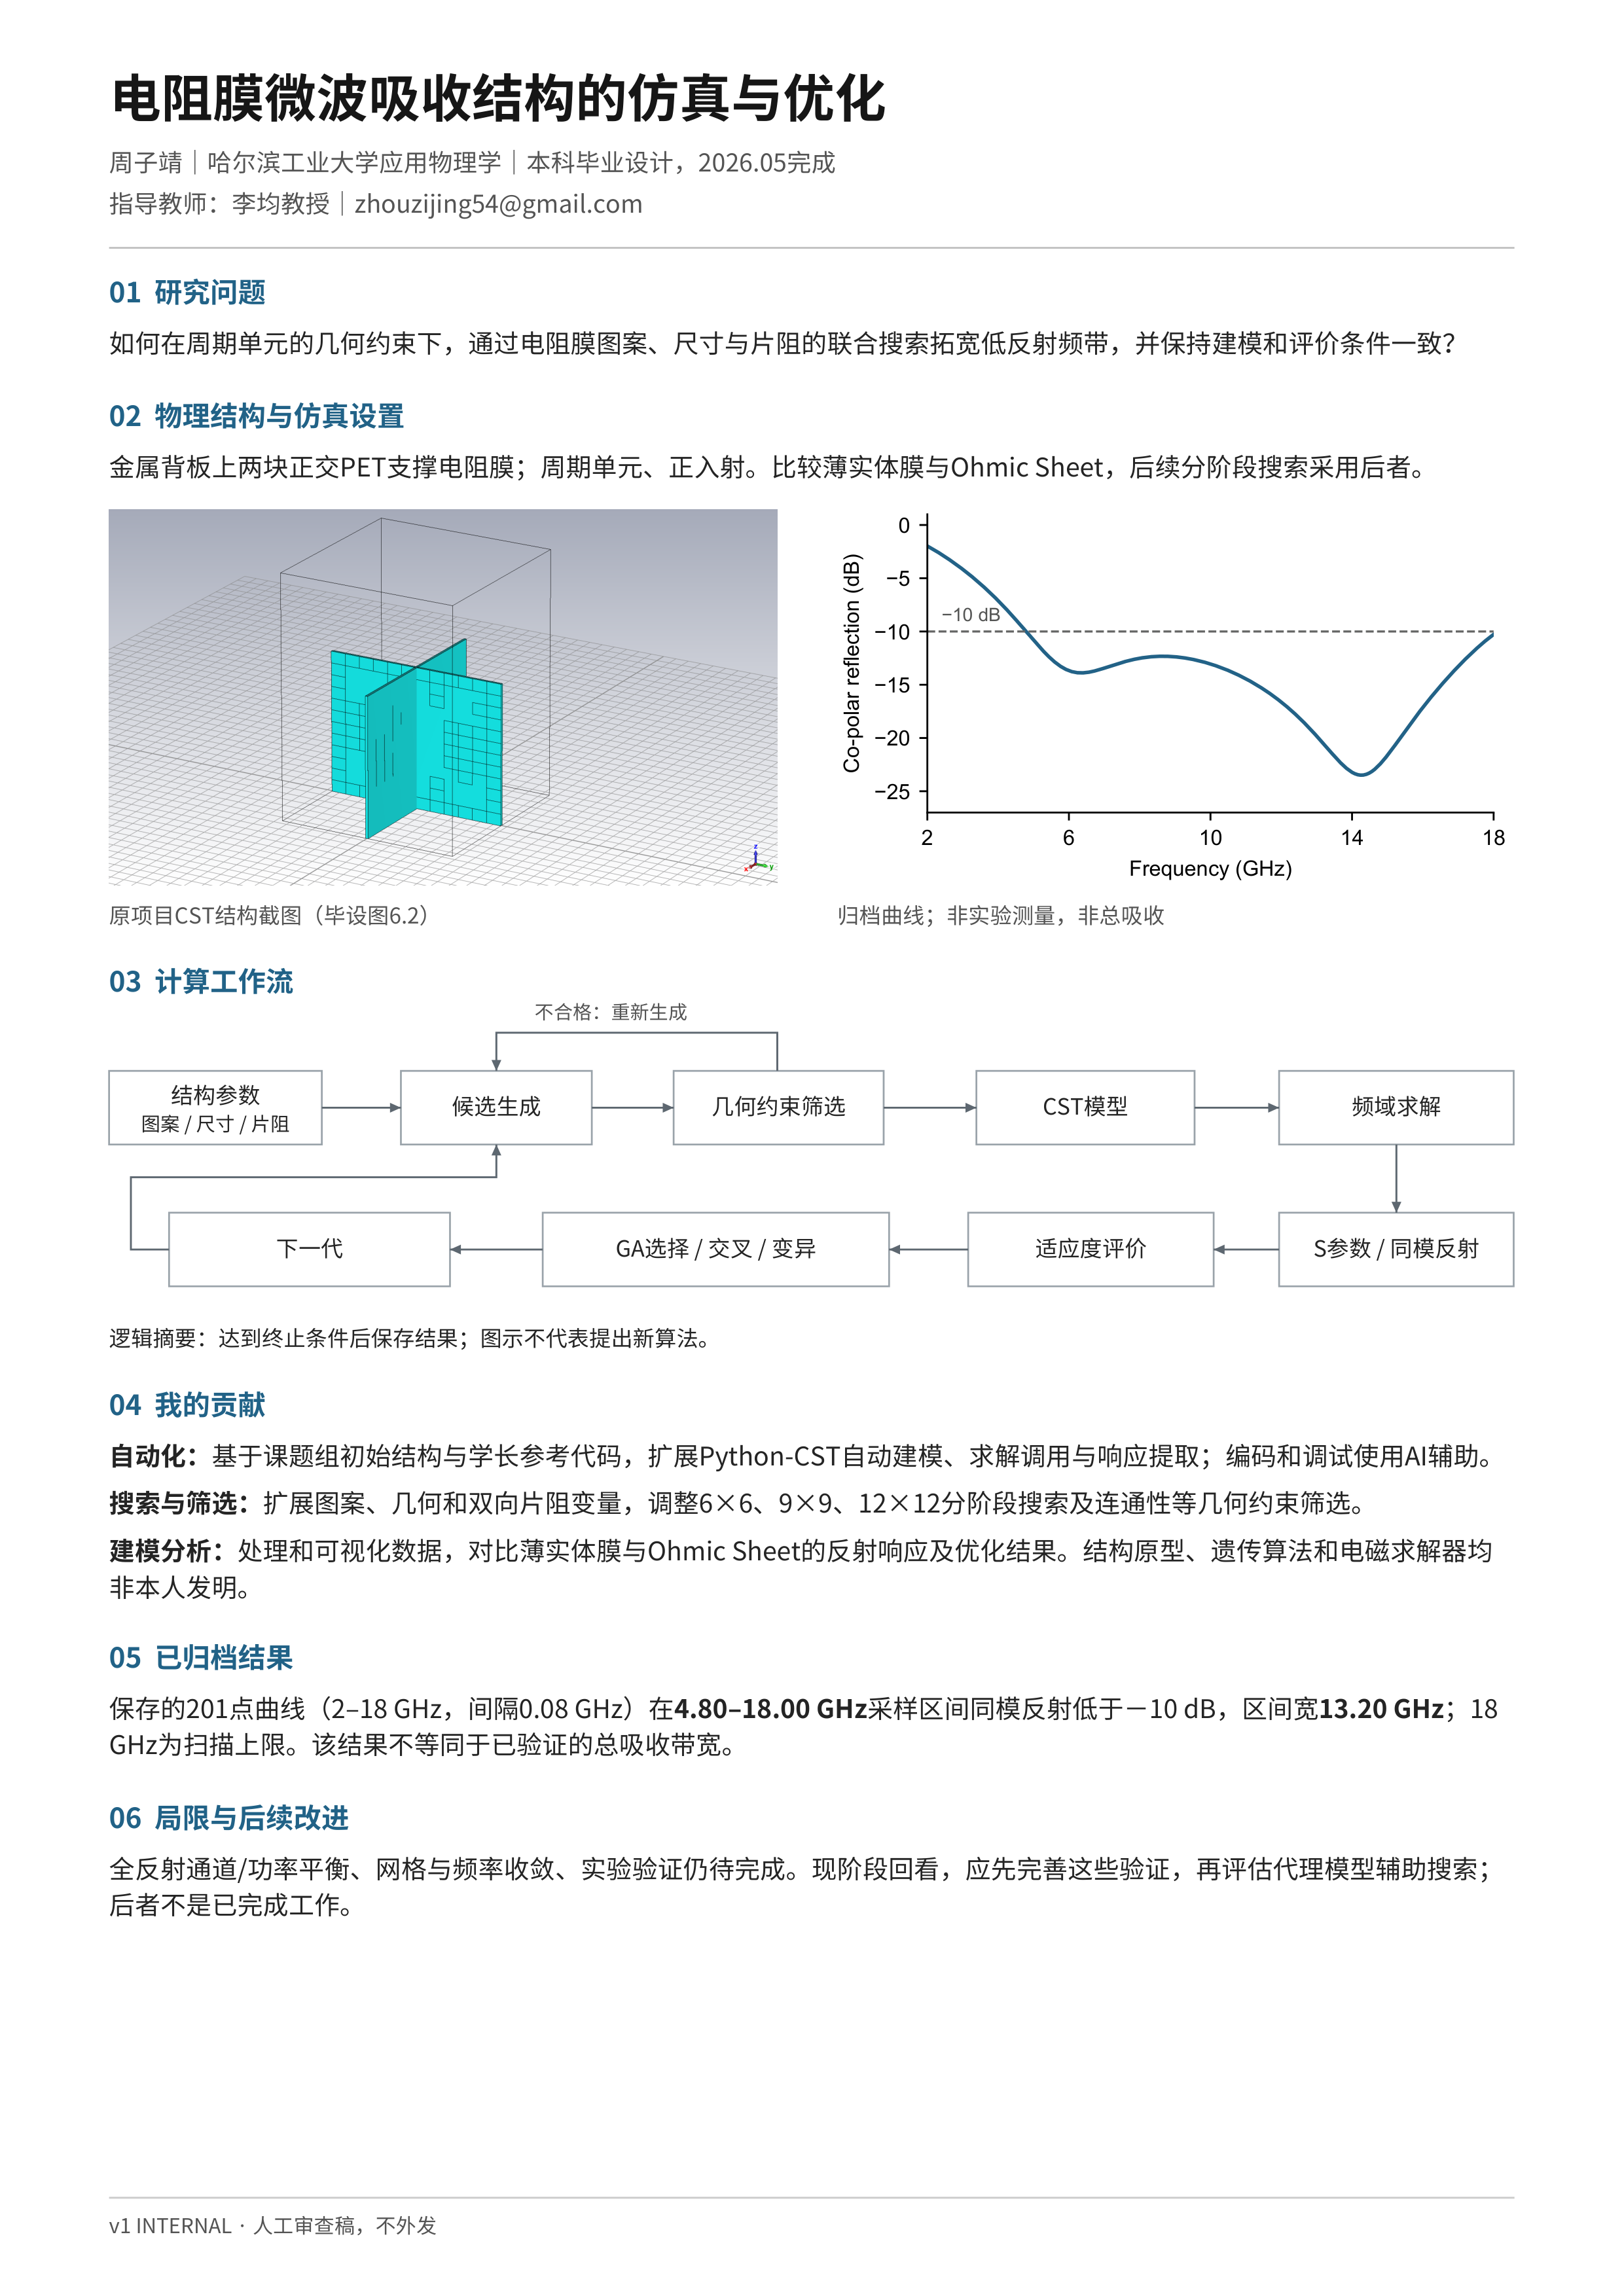 电阻膜微波吸收结构的仿真与优化
周子靖｜哈尔滨工业大学应用物理学｜本科毕业设计，2026.05完成
指导教师：李均教授｜zhouzijing54@gmail.com
01 研究问题
如何在周期单元的几何约束下，通过电阻膜图案、尺寸与片阻的联合搜索拓宽低反射频带，并保持建模和评价条件一致？
02 物理结构与仿真设置
金属背板上两块正交PET支撑电阻膜；周期单元、正入射。比较薄实体膜与Ohmic Sheet，后续分阶段搜索采用后者。
z
x
y
原项目CST结构截图（毕设图6.2）
Co-polar reflection (dB)
0
−5
−10
−15
−20
−25
−10 dB
2
6
10
14
18
Frequency (GHz)
归档曲线；非实验测量，非总吸收
03 计算工作流
不合格：重新生成
结构参数
图案 / 尺寸 / 片阻
候选生成
几何约束筛选
CST模型
频域求解
下一代
GA选择 / 交叉 / 变异
适应度评价
S参数 / 同模反射
逻辑摘要：达到终止条件后保存结果；图示不代表提出新算法。
04 我的贡献
自动化：基于课题组初始结构与学长参考代码，扩展Python-CST自动建模、求解调用与响应提取；编码和调试使用AI辅助。
搜索与筛选：扩展图案、几何和双向片阻变量，调整6×6、9×9、12×12分阶段搜索及连通性等几何约束筛选。
建模分析：处理和可视化数据，对比薄实体膜与Ohmic Sheet的反射响应及优化结果。结构原型、遗传算法和电磁求解器均
非本人发明。
05 已归档结果
保存的201点曲线（2–18 GHz，间隔0.08 GHz）在4.80–18.00 GHz采样区间同模反射低于−10 dB，区间宽13.20 GHz；18
GHz为扫描上限。该结果不等同于已验证的总吸收带宽。
06 局限与后续改进
全反射通道/功率平衡、网格与频率收敛、实验验证仍待完成。现阶段回看，应先完善这些验证，再评估代理模型辅助搜索；
后者不是已完成工作。
v1 INTERNAL · 人工审查稿，不外发